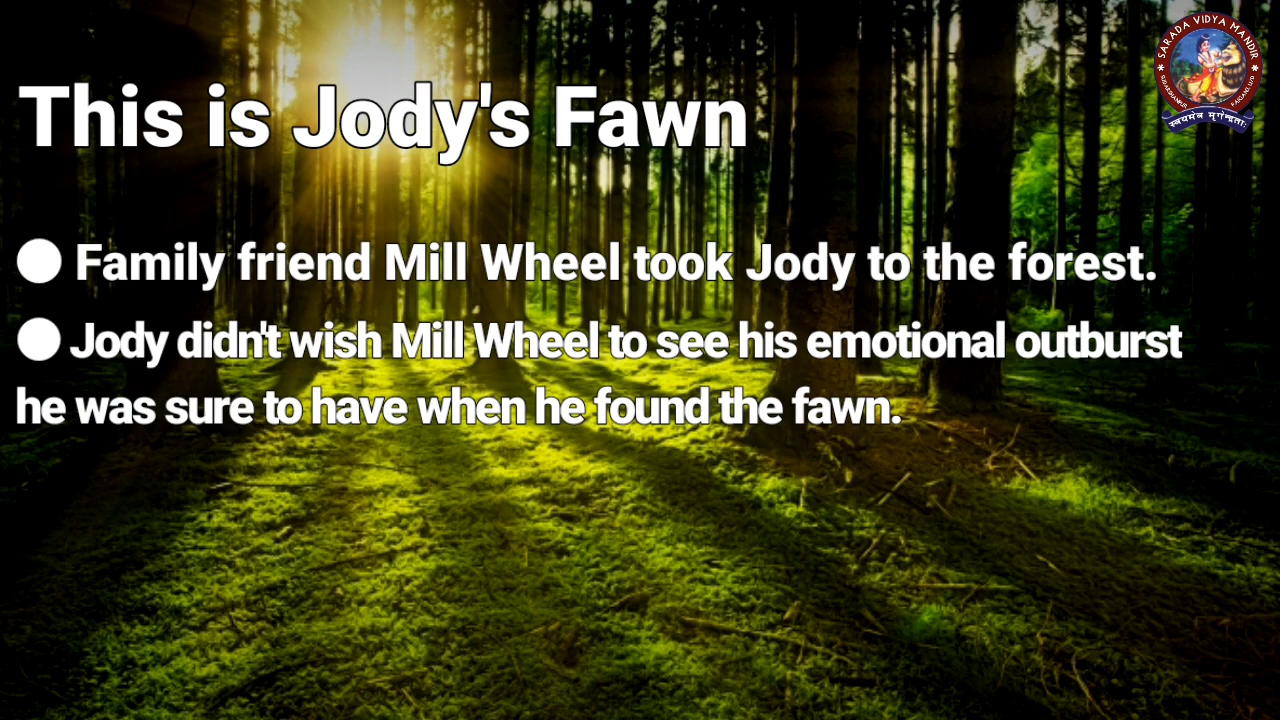 SARADA VIDYA MANDIR
This is Jody's Fawn
Family friend Mill Wheel took Jody to the forest.
Jody didn't wish Mill Wheel to see his emotional outburst
he was sure to have when he found the fawn.